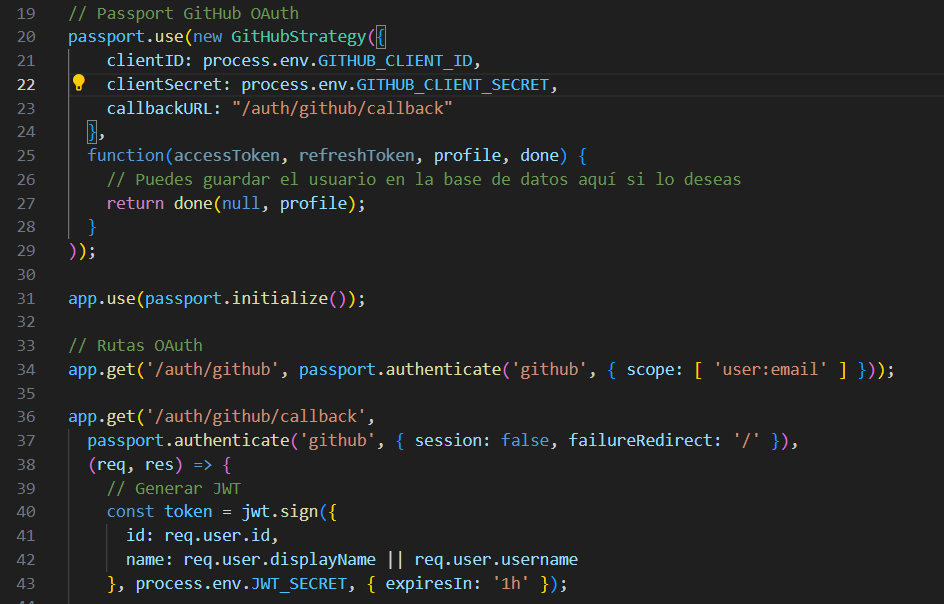 19 // Passport GitHub OAuth
20 passport.use(new GitHubStrategy({
21     clientID: process.env.GITHUB_CLIENT_ID,
22     clientSecret: process.env.GITHUB_CLIENT_SECRET,
23     callbackURL: "/auth/github/callback"
24   },
25   function(accessToken, refreshToken, profile, done) {
26     // Puedes guardar el usuario en la base de datos aquí si lo deseas
27     return done(null, profile);
28   }
29 ));
30
31 app.use(passport.initialize());
32
33 // Rutas OAuth
34 app.get('/auth/github', passport.authenticate('github', { scope: [ 'user:email' ] }));
35
36 app.get('/auth/github/callback',
37   passport.authenticate('github', { session: false, failureRedirect: '/' }),
38   (req, res) => {
39     // Generar JWT
40     const token = jwt.sign({
41       id: req.user.id,
42       name: req.user.displayName || req.user.username
43     }, process.env.JWT_SECRET, { expiresIn: '1h' });